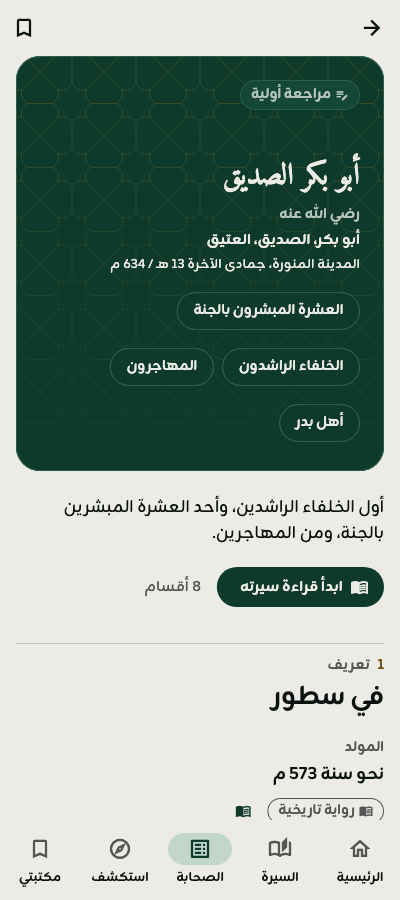 مراجعة أولية
أبو بكر الصديق
رضي الله عنه
أبو بكر، الصديق، العتيق
المدينة المنورة، جمادى الآخرة 13 هـ / 634 م
العشرة المبشرون بالجنة
الخلفاء الراشدون
المهاجرون
أهل بدر
أول الخلفاء الراشدين، وأحد العشرة المبشرين
بالجنة، ومن المهاجرين.
ابدأ قراءة سيرته
8 أقسام
1 تعريف
في سطور
المولد
نحو سنة 573 م
رواية تاريخية
الرئيسية
السيرة
الصحابة
استكشف
مكتبتي